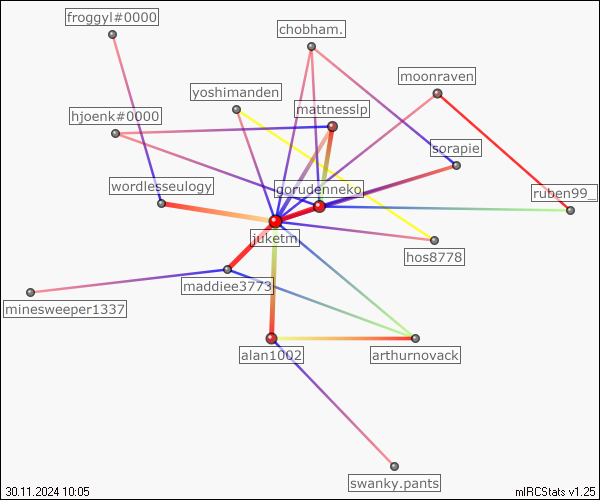 froggyl#0000
chobham.
moonraven
yoshimanden
mattnesslp
hjoenk#0000
sorapie
wordlesseulogy
gorudenneko
ruben99_
juketm
hos8778
maddiee3773
minesweeper1337
alan1002
arthurnovack
swanky.pants
30.11.2024 10:05
mIRCStats v1.25